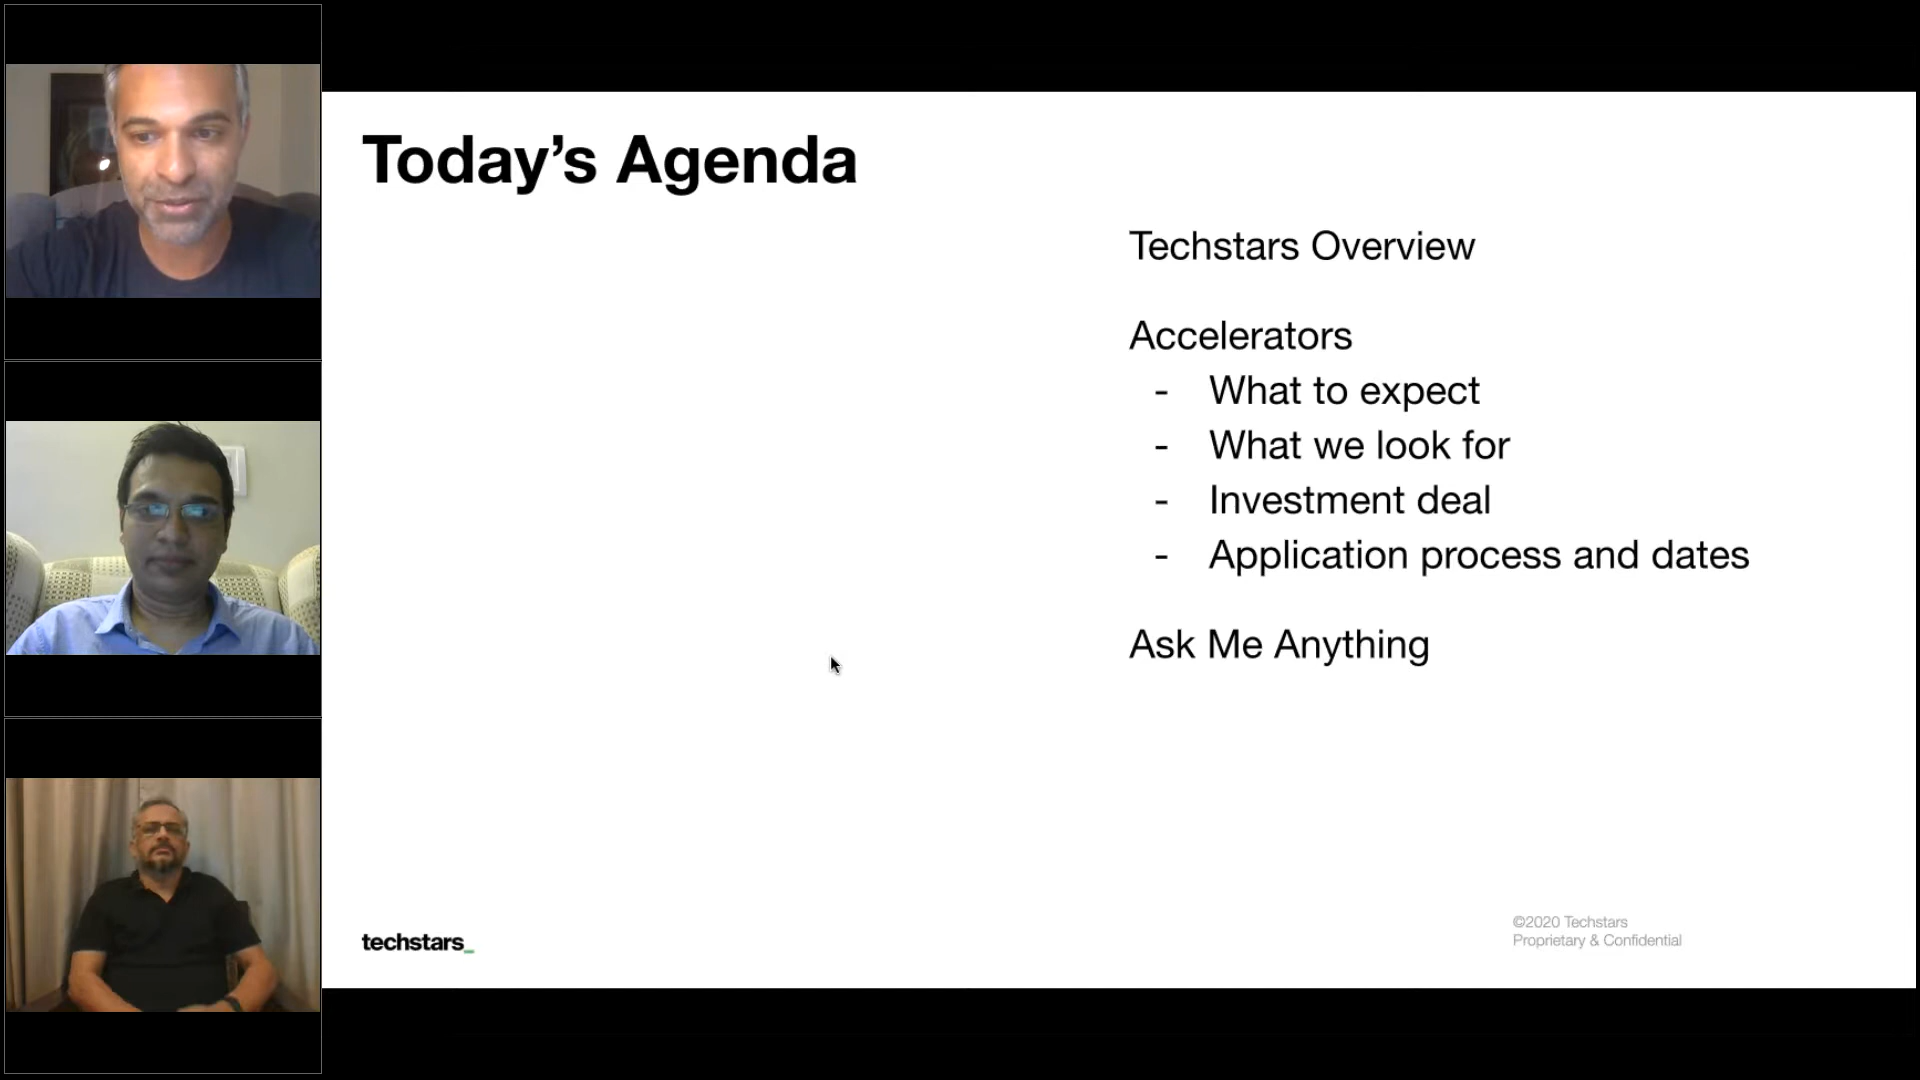 Today’s Agenda
Techstars Overview
Accelerators
- What to expect
- What we look for
- Investment deal
- Application process and dates
Ask Me Anything
techstars_
©2020 Techstars
Proprietary & Confidential